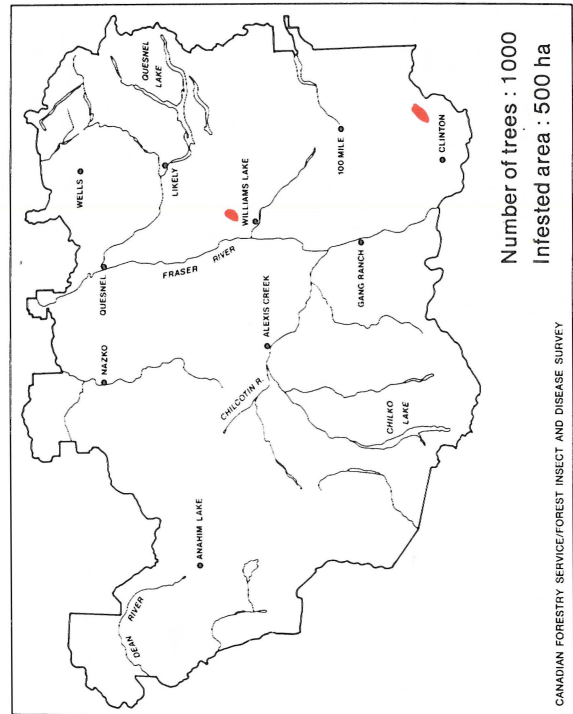 WELLS
QUESNEL
LAKE
LIKELY
QUESNEL
NAZKO
FRASER
RIVER
WILLIAMS LAKE
ANAHIM LAKE
DEAN
RIVER
ALEXIS CREEK
CHILCOTIN R.
100 MILE
GANG RANCH
CHILKO
LAKE
CLINTON
Number of trees : 1000
Infested area : 500 ha
CANADIAN FORESTRY SERVICE/FOREST INSECT AND DISEASE SURVEY